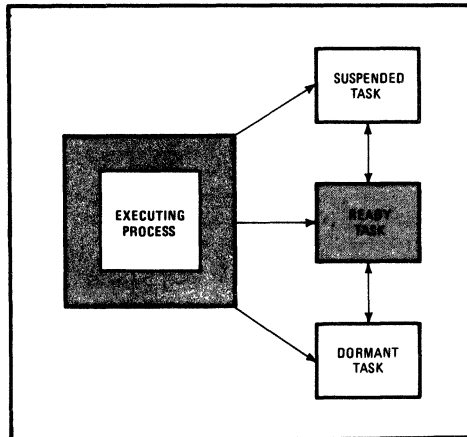 SUSPENDED
TASK
EXECUTING
PROCESS
READY
TASK
DORMANT
TASK